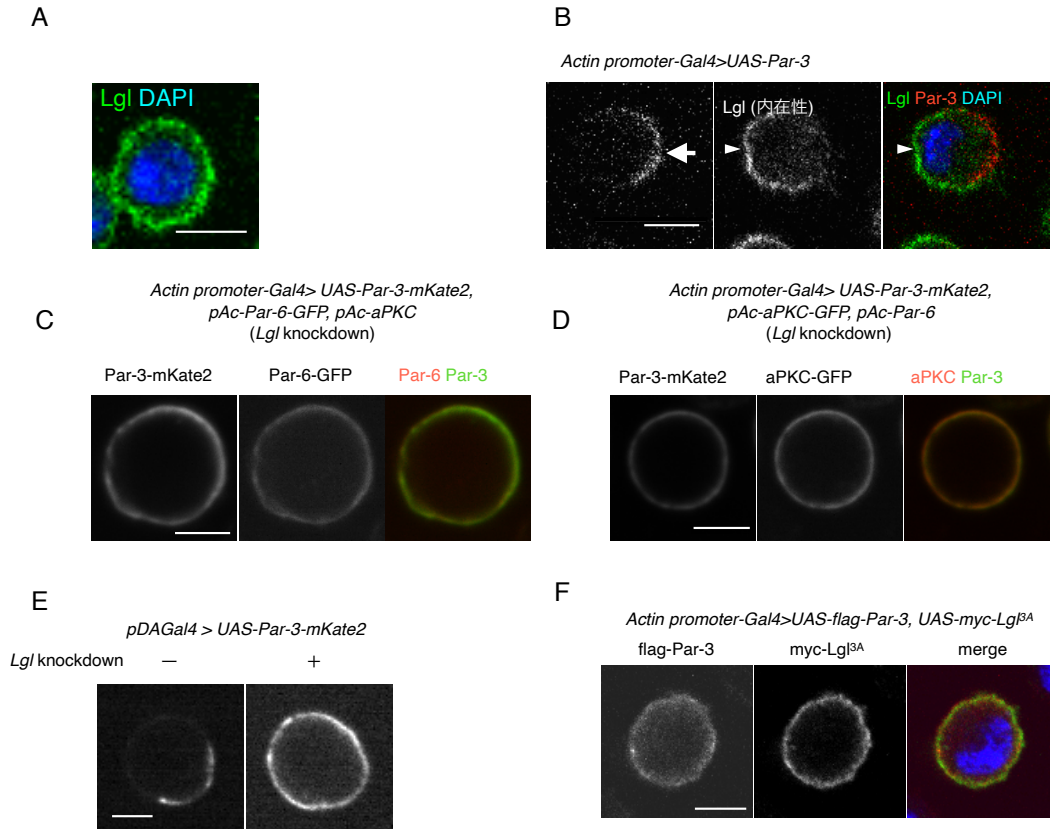 A
Lgl DAPI
B
Actin promoter-Gal4>UAS-Par-3
Lgl (内在性)
Lgl Par-3 DAPI
C
Actin promoter-Gal4> UAS-Par-3-mKate2,
pAc-Par-6-GFP, pAc-aPKC
(Lgl knockdown)
Par-3-mKate2
Par-6-GFP
Par-6 Par-3
D
Actin promoter-Gal4> UAS-Par-3-mKate2,
pAc-aPKC-GFP, pAc-Par-6
(Lgl knockdown)
Par-3-mKate2
aPKC-GFP
aPKC Par-3
E
pDAGal4 > UAS-Par-3-mKate2
Lgl knockdown − +
F
Actin promoter-Gal4>UAS-flag-Par-3, UAS-myc-Lgl³ᴬ
flag-Par-3
myc-Lgl³ᴬ
merge